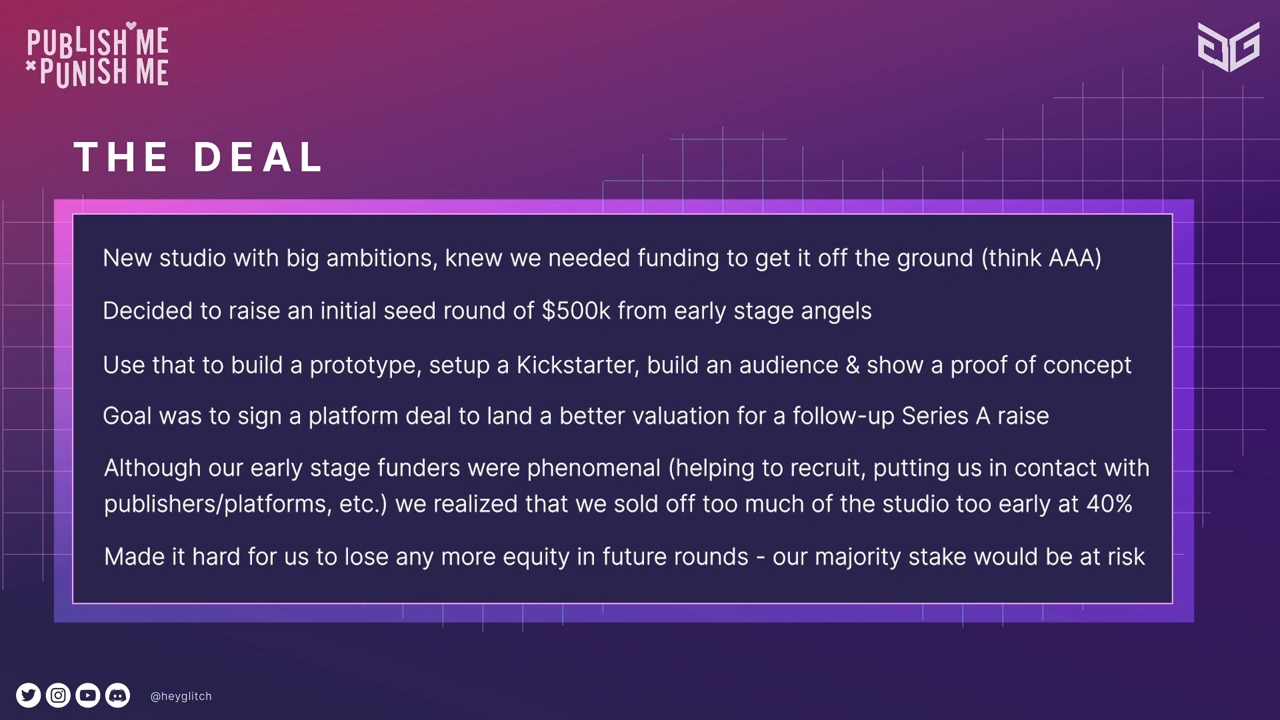 PUBLISH ME
PUNISH ME
THE DEAL
New studio with big ambitions, knew we needed funding to get it off the ground (think AAA)
Decided to raise an initial seed round of $500k from early stage angels
Use that to build a prototype, setup a Kickstarter, build an audience & show a proof of concept
Goal was to sign a platform deal to land a better valuation for a follow-up Series A raise
Although our early stage funders were phenomenal (helping to recruit, putting us in contact with
publishers/platforms, etc.) we realized that we sold off too much of the studio too early at 40%
Made it hard for us to lose any more equity in future rounds - our majority stake would be at risk
@heyglitch